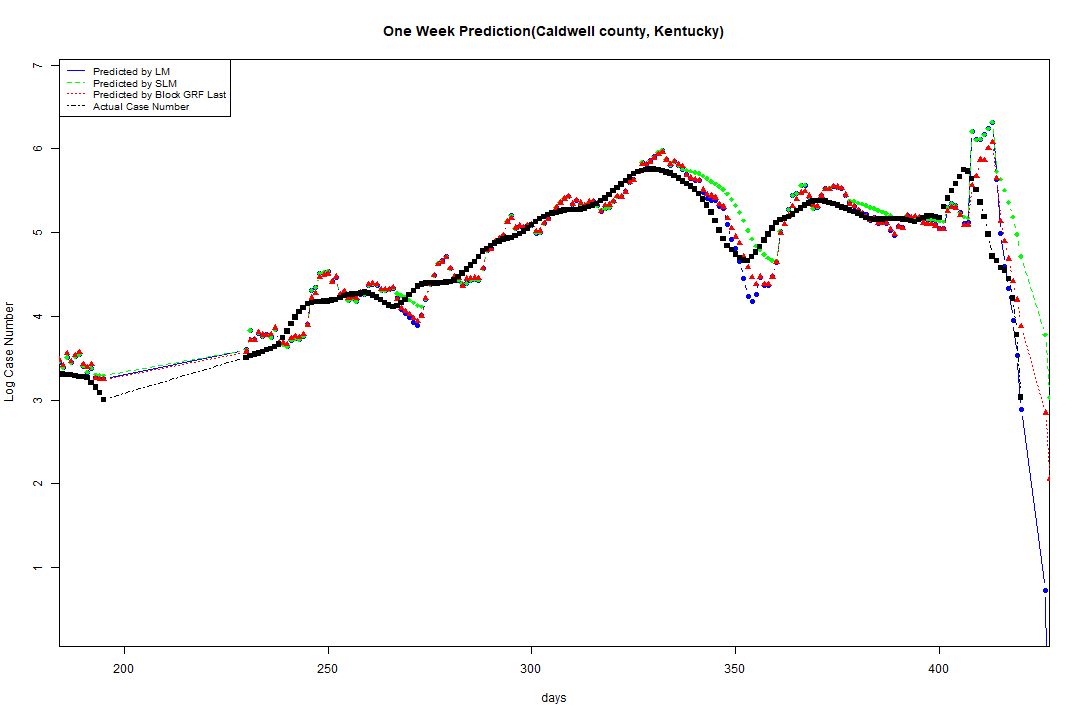 One Week Prediction(Caldwell county, Kentucky)
Predicted by LM
Predicted by SLM
Predicted by Block GRF Last
Actual Case Number
Log Case Number
7
6
5
4
3
2
1
200 250 300 350 400
days